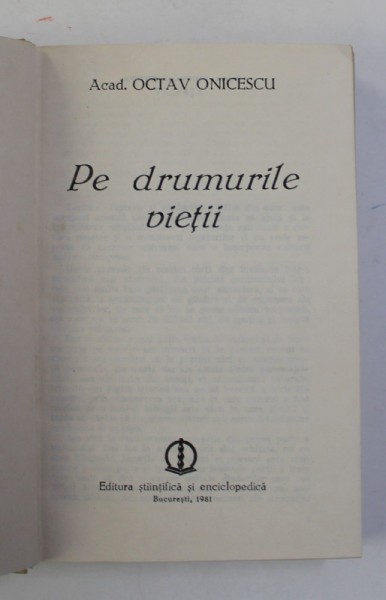 Acad. OCTAV ONICESCU
Pe drumurile
vieții
Editura științifică și enciclopedică
București, 1981